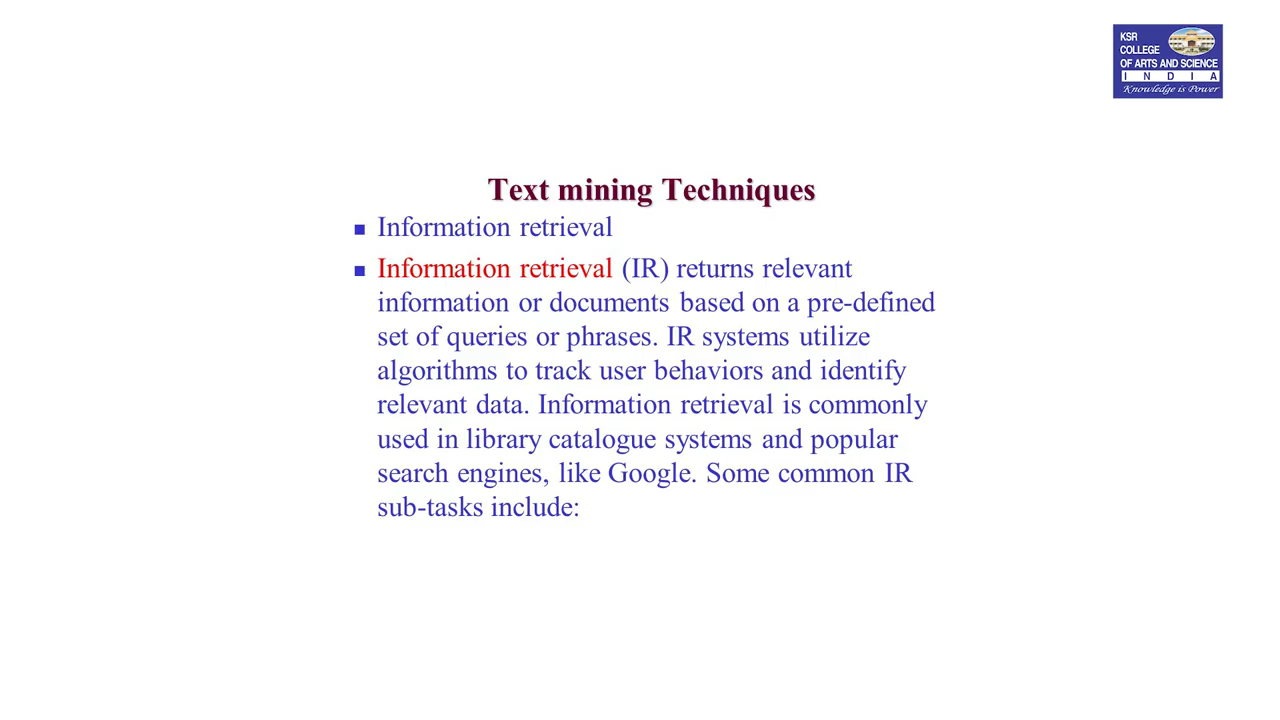 KSR
COLLEGE
OF ARTS AND SCIENCE
I N D I A
Knowledge is Power
Text mining Techniques
Information retrieval
Information retrieval (IR) returns relevant
information or documents based on a pre-defined
set of queries or phrases. IR systems utilize
algorithms to track user behaviors and identify
relevant data. Information retrieval is commonly
used in library catalogue systems and popular
search engines, like Google. Some common IR
sub-tasks include: